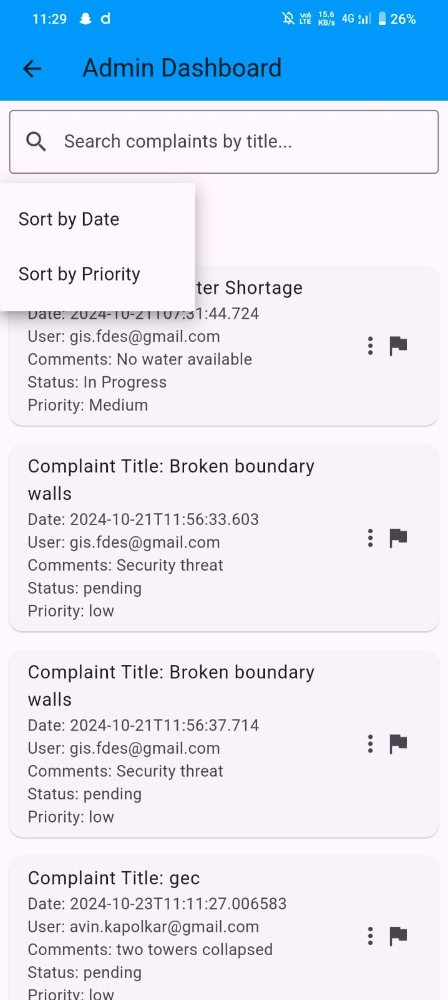 11:29 d Vo) LTE 15.6 KB/s 4G 26%
Admin Dashboard
Search complaints by title...
Sort by Date
Sort by Priority
ter Shortage
Date: 2024-10-21T07:31:44.724
User: gis.fdes@gmail.com
Comments: No water available
Status: In Progress
Priority: Medium
Complaint Title: Broken boundary
walls
Date: 2024-10-21T11:56:33.603
User: gis.fdes@gmail.com
Comments: Security threat
Status: pending
Priority: low
Complaint Title: Broken boundary
walls
Date: 2024-10-21T11:56:37.714
User: gis.fdes@gmail.com
Comments: Security threat
Status: pending
Priority: low
Complaint Title: gec
Date: 2024-10-23T11:11:27.006583
User: avin.kapolkar@gmail.com
Comments: two towers collapsed
Status: pending
Priority: low